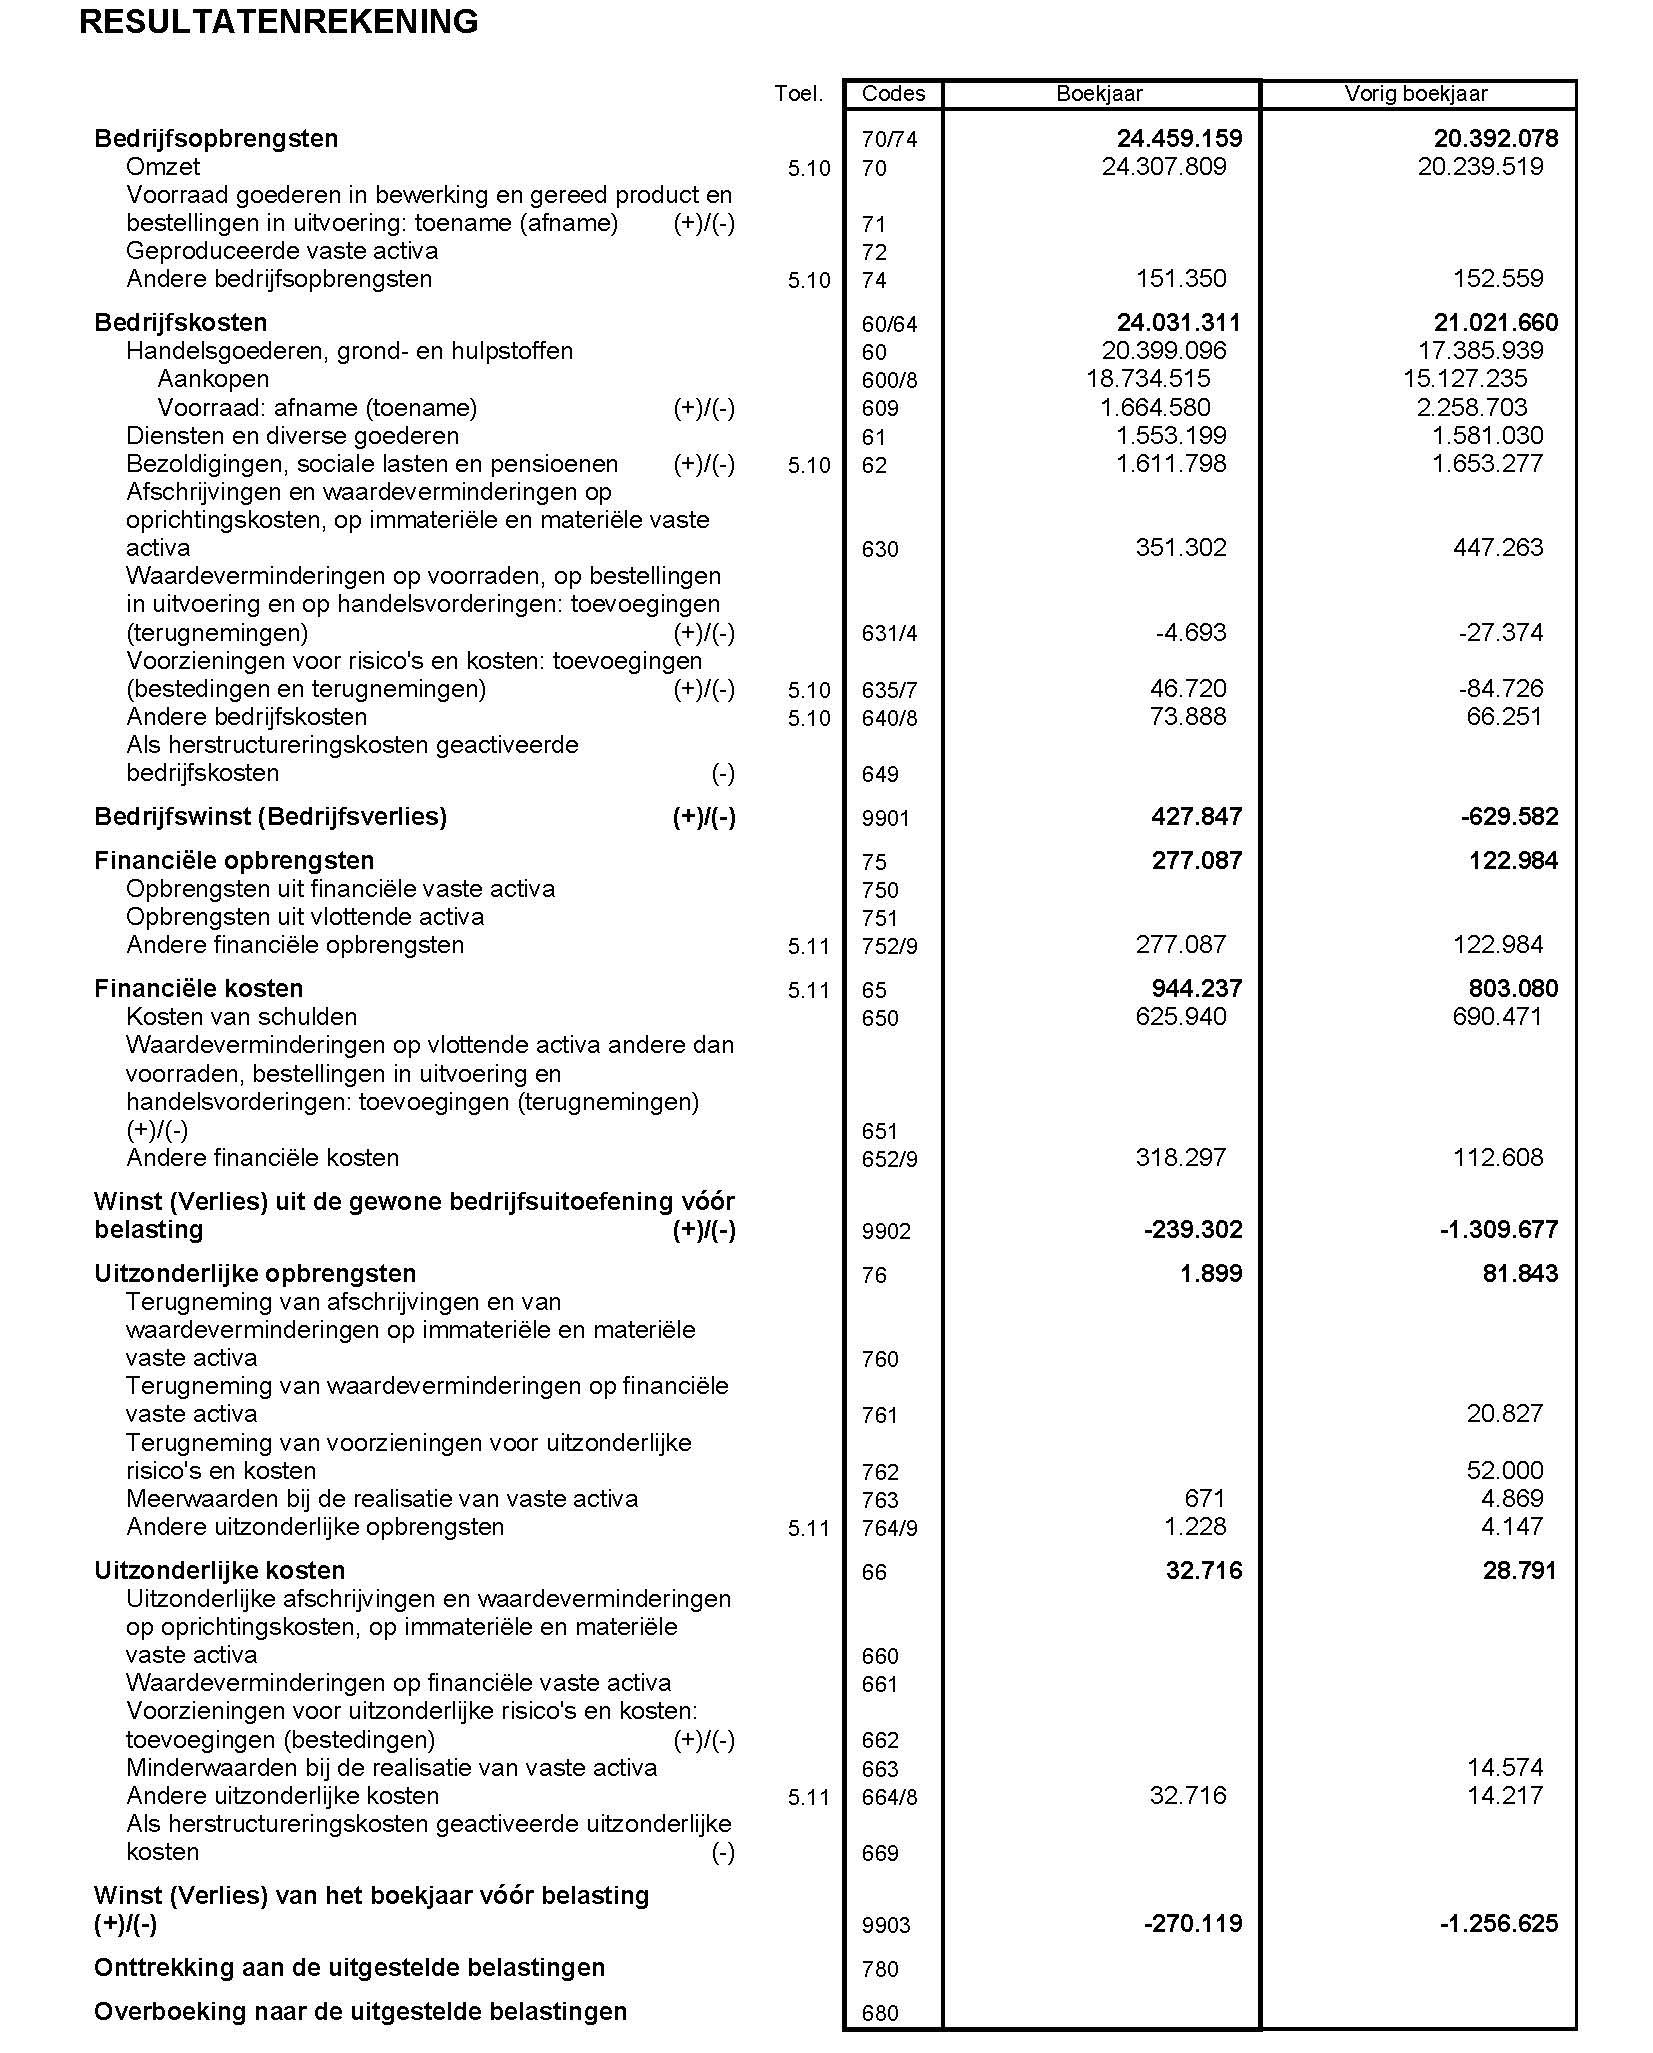 RESULTATENREKENING
Toel. Codes Boekjaar Vorig boekjaar
Bedrijfsopbrengsten 70/74 24.459.159 20.392.078
Omzet 5.10 70 24.307.809 20.239.519
Voorraad goederen in bewerking en gereed product en
bestellingen in uitvoering: toename (afname) (+)/(-) 71
Geproduceerde vaste activa 72
Andere bedrijfsopbrengsten 5.10 74 151.350 152.559
Bedrijfskosten 60/64 24.031.311 21.021.660
Handelsgoederen, grond- en hulpstoffen 60 20.399.096 17.385.939
Aankopen 600/8 18.734.515 15.127.235
Voorraad: afname (toename) (+)/(-) 609 1.664.580 2.258.703
Diensten en diverse goederen 61 1.553.199 1.581.030
Bezoldigingen, sociale lasten en pensioenen (+)/(-) 5.10 62 1.611.798 1.653.277
Afschrijvingen en waardeverminderingen op
oprichtingskosten, op immateriële en materiële vaste
activa 630 351.302 447.263
Waardeverminderingen op voorraden, op bestellingen
in uitvoering en op handelsvorderingen: toevoegingen
(terugnemingen) (+)/(-) 631/4 -4.693 -27.374
Voorzieningen voor risico's en kosten: toevoegingen
(bestedingen en terugnemingen) (+)/(-) 5.10 635/7 46.720 -84.726
Andere bedrijfskosten 5.10 640/8 73.888 66.251
Als herstructureringskosten geactiveerde
bedrijfskosten (-) 649
Bedrijfswinst (Bedrijfsverlies) (+)/(-) 9901 427.847 -629.582
Financiële opbrengsten 75 277.087 122.984
Opbrengsten uit financiële vaste activa 750
Opbrengsten uit vlottende activa 751
Andere financiële opbrengsten 5.11 752/9 277.087 122.984
Financiële kosten 5.11 65 944.237 803.080
Kosten van schulden 650 625.940 690.471
Waardeverminderingen op vlottende activa andere dan
voorraden, bestellingen in uitvoering en
handelsvorderingen: toevoegingen (terugnemingen)
(+)/(-) 651
Andere financiële kosten 652/9 318.297 112.608
Winst (Verlies) uit de gewone bedrijfsuitoefening vóór
belasting (+)/(-) 9902 -239.302 -1.309.677
Uitzonderlijke opbrengsten 76 1.899 81.843
Terugneming van afschrijvingen en van
waardeverminderingen op immateriële en materiële
vaste activa 760
Terugneming van waardeverminderingen op financiële
vaste activa 761 20.827
Terugneming van voorzieningen voor uitzonderlijke
risico's en kosten 762 52.000
Meerwaarden bij de realisatie van vaste activa 763 671 4.869
Andere uitzonderlijke opbrengsten 5.11 764/9 1.228 4.147
Uitzonderlijke kosten 66 32.716 28.791
Uitzonderlijke afschrijvingen en waardeverminderingen
op oprichtingskosten, op immateriële en materiële
vaste activa 660
Waardeverminderingen op financiële vaste activa 661
Voorzieningen voor uitzonderlijke risico's en kosten:
toevoegingen (bestedingen) (+)/(-) 662
Minderwaarden bij de realisatie van vaste activa 663 14.574
Andere uitzonderlijke kosten 5.11 664/8 32.716 14.217
Als herstructureringskosten geactiveerde uitzonderlijke
kosten (-) 669
Winst (Verlies) van het boekjaar vóór belasting
(+)/(-) 9903 -270.119 -1.256.625
Onttrekking aan de uitgestelde belastingen 780
Overboeking naar de uitgestelde belastingen 680